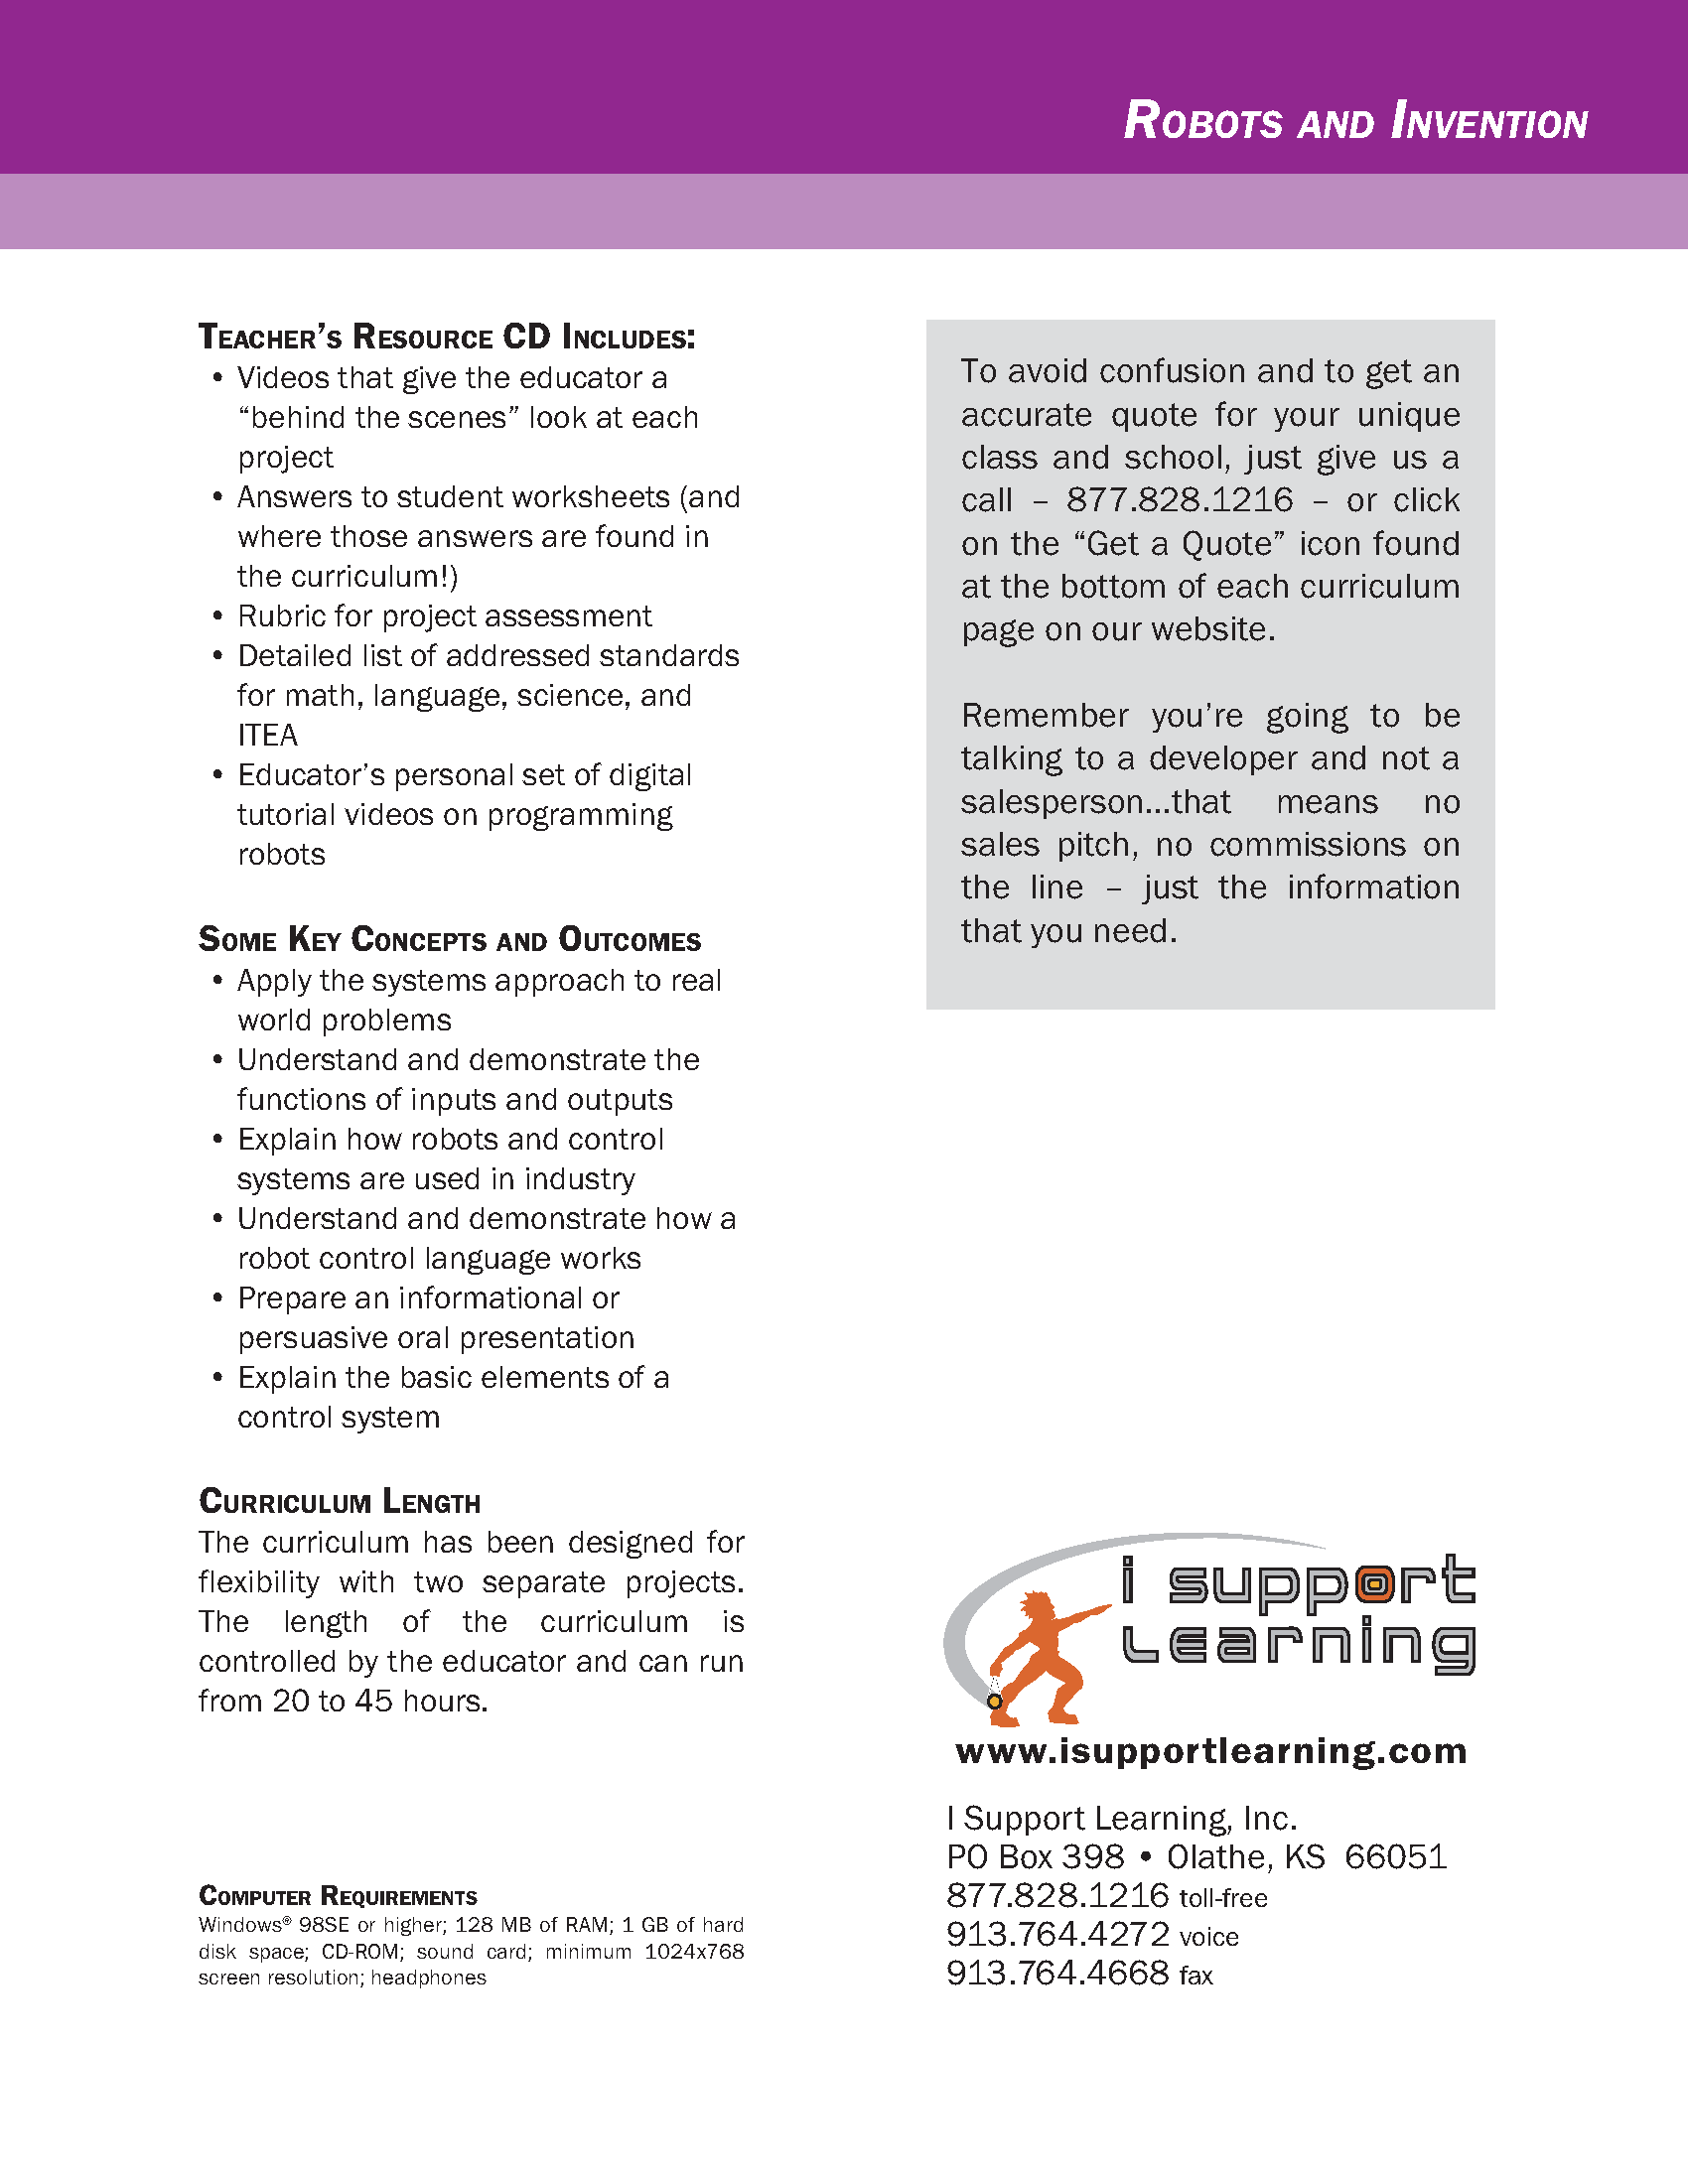 Robots and Invention
Teacher's Resource CD Includes:
• Videos that give the educator a
“behind the scenes” look at each
project
• Answers to student worksheets (and
where those answers are found in
the curriculum!)
• Rubric for project assessment
• Detailed list of addressed standards
for math, language, science, and
ITEA
• Educator’s personal set of digital
tutorial videos on programming
robots
Some Key Concepts and Outcomes
• Apply the systems approach to real
world problems
• Understand and demonstrate the
functions of inputs and outputs
• Explain how robots and control
systems are used in industry
• Understand and demonstrate how a
robot control language works
• Prepare an informational or
persuasive oral presentation
• Explain the basic elements of a
control system
Curriculum Length
The curriculum has been designed for
flexibility with two separate projects.
The length of the curriculum is
controlled by the educator and can run
from 20 to 45 hours.
Computer Requirements
Windows® 98SE or higher; 128 MB of RAM; 1 GB of hard
disk space; CD-ROM; sound card; minimum 1024x768
screen resolution; headphones
To avoid confusion and to get an
accurate quote for your unique
class and school, just give us a
call – 877.828.1216 – or click
on the “Get a Quote” icon found
at the bottom of each curriculum
page on our website.
Remember you’re going to be
talking to a developer and not a
salesperson...that means no
sales pitch, no commissions on
the line – just the information
that you need.
i support
Learning
www.isupportlearning.com
I Support Learning, Inc.
PO Box 398 • Olathe, KS 66051
877.828.1216 toll-free
913.764.4272 voice
913.764.4668 fax